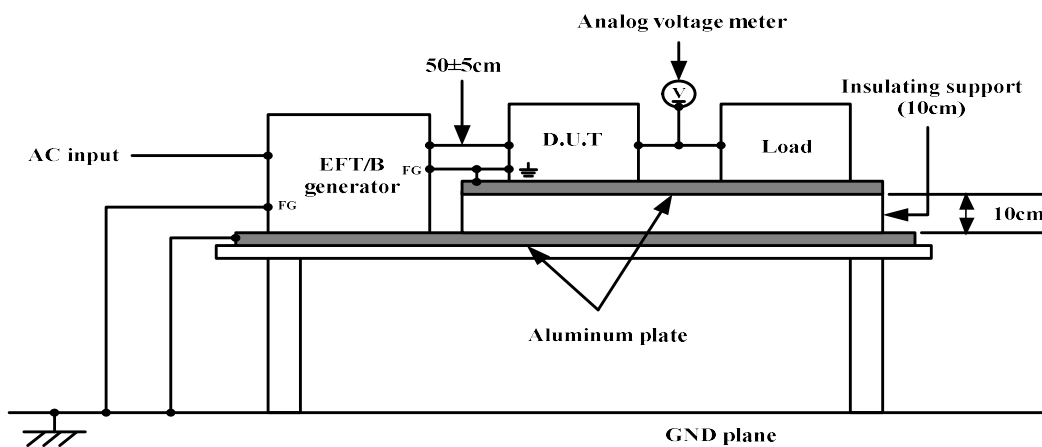 Analog voltage meter
50±5cm
Insulating support
(10cm)
V
D.U.T
Load
AC input
EFT/B
generator
FG
FG
10cm
Aluminum plate
GND plane